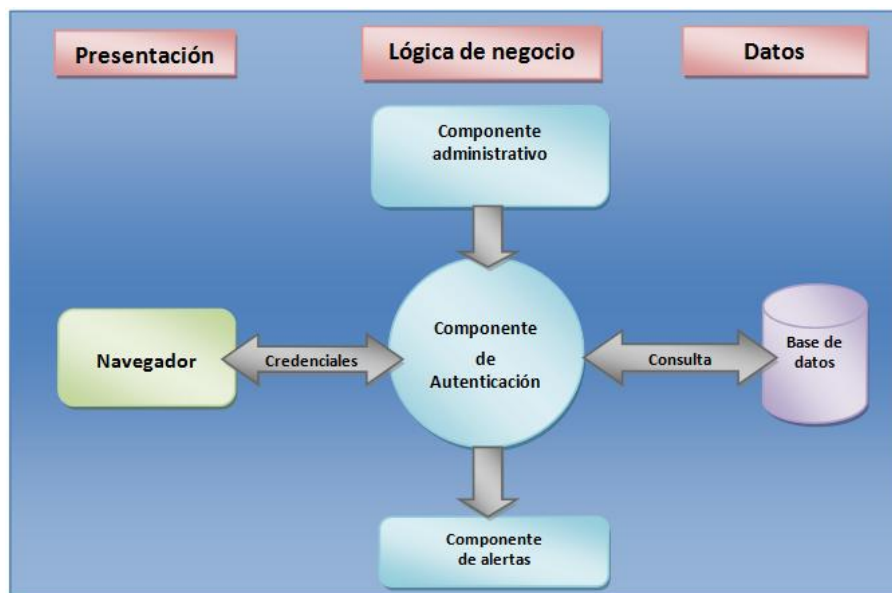 Presentación
Lógica de negocio
Datos
Componente
administrativo
Navegador
Credenciales
Componente
de
Autenticación
Consulta
Base de
datos
Componente
de alertas